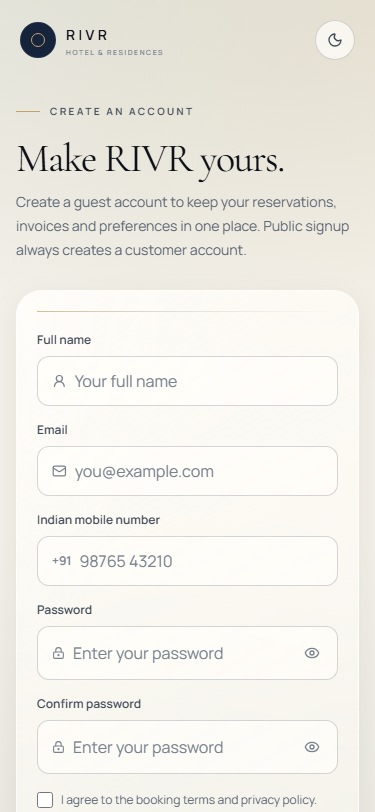 RIVR
HOTEL & RESIDENCES
CREATE AN ACCOUNT
Make RIVR yours.
Create a guest account to keep your reservations,
invoices and preferences in one place. Public signup
always creates a customer account.
Full name
Your full name
Email
you@example.com
Indian mobile number
+91 98765 43210
Password
Enter your password
Confirm password
Enter your password
I agree to the booking terms and privacy policy.